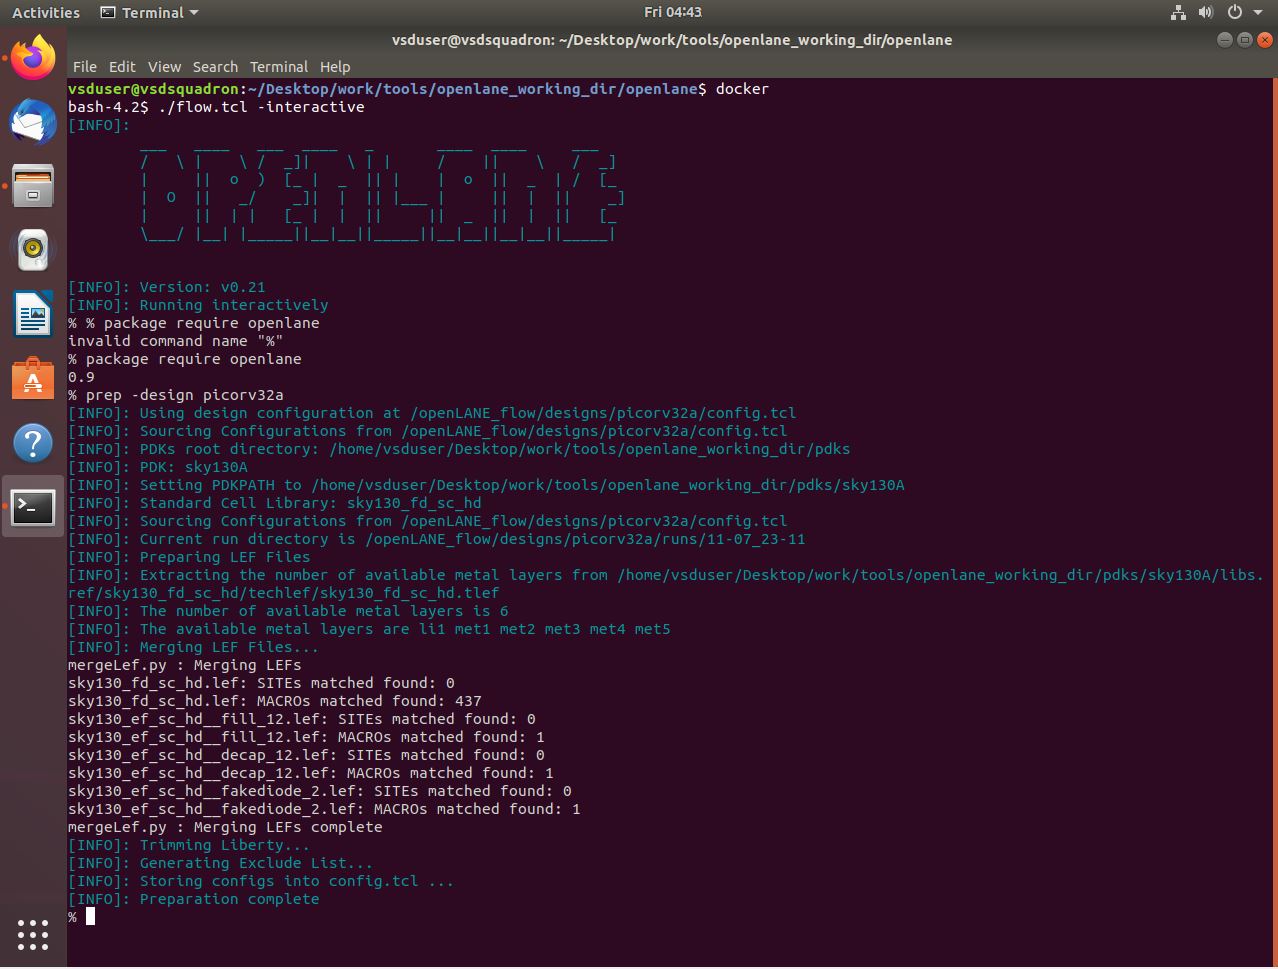 Activities Terminal Fri 04:43
vsduser@vsdsquadron: ~/Desktop/work/tools/openlane_working_dir/openlane
File Edit View Search Terminal Help
vsduser@vsdsquadron:~/Desktop/work/tools/openlane_working_dir/openlane$ docker
bash-4.2$ ./flow.tcl -interactive
[INFO]:
OPENLANE
[INFO]: Version: v0.21
[INFO]: Running interactively
% % package require openlane
invalid command name "%"
% package require openlane
0.9
% prep -design picorv32a
[INFO]: Using design configuration at /openLANE_flow/designs/picorv32a/config.tcl
[INFO]: Sourcing Configurations from /openLANE_flow/designs/picorv32a/config.tcl
[INFO]: PDKs root directory: /home/vsduser/Desktop/work/tools/openlane_working_dir/pdks
[INFO]: PDK: sky130A
[INFO]: Setting PDKPATH to /home/vsduser/Desktop/work/tools/openlane_working_dir/pdks/sky130A
[INFO]: Standard Cell Library: sky130_fd_sc_hd
[INFO]: Sourcing Configurations from /openLANE_flow/designs/picorv32a/config.tcl
[INFO]: Current run directory is /openLANE_flow/designs/picorv32a/runs/11-07_23-11
[INFO]: Preparing LEF Files
[INFO]: Extracting the number of available metal layers from /home/vsduser/Desktop/work/tools/openlane_working_dir/pdks/sky130A/libs.
ref/sky130_fd_sc_hd/techlef/sky130_fd_sc_hd.tlef
[INFO]: The number of available metal layers is 6
[INFO]: The available metal layers are li1 met1 met2 met3 met4 met5
[INFO]: Merging LEF Files...
mergeLef.py : Merging LEFs
sky130_fd_sc_hd.lef: SITEs matched found: 0
sky130_fd_sc_hd.lef: MACROs matched found: 437
sky130_ef_sc_hd__fill_12.lef: SITEs matched found: 0
sky130_ef_sc_hd__fill_12.lef: MACROs matched found: 1
sky130_ef_sc_hd__decap_12.lef: SITEs matched found: 0
sky130_ef_sc_hd__decap_12.lef: MACROs matched found: 1
sky130_ef_sc_hd__fakediode_2.lef: SITEs matched found: 0
sky130_ef_sc_hd__fakediode_2.lef: MACROs matched found: 1
mergeLef.py : Merging LEFs complete
[INFO]: Trimming Liberty...
[INFO]: Generating Exclude List...
[INFO]: Storing configs into config.tcl ...
[INFO]: Preparation complete
%